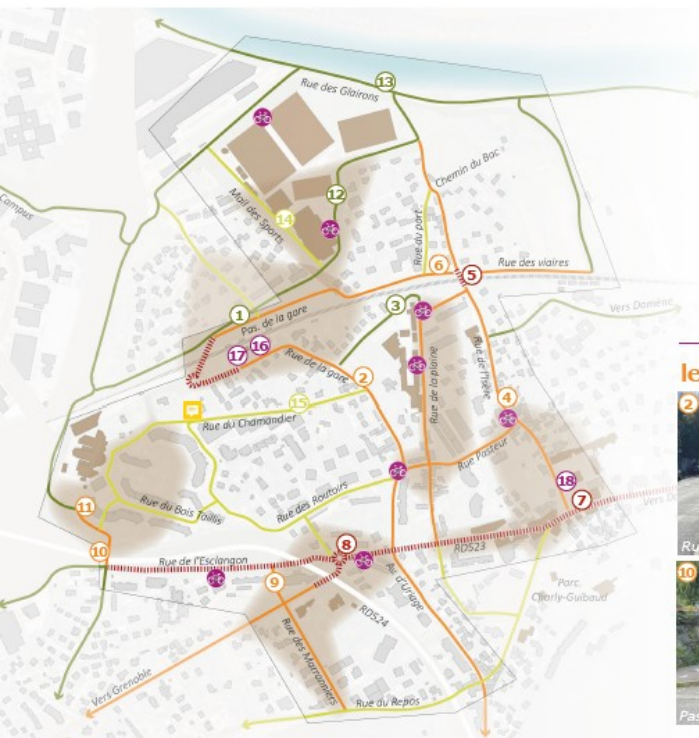 13
Rue des Glairons
Chemin du Bac
12
Mail des Sports
14
Campus
Rue du port
6
5
Rue des viaires
Vers Domène
1
Pas. de la gare
3
17
16
Rue de la gare
2
Rue de la plaine
Rue de l'Isère
4
le
2
15
Rue du Chamandier
Rue Pasteur
18
7
Vers D
Ru
Rue du Bois Taillis
Rue des Routoirs
11
10
Rue de l'Esclangon
8
RD523
9
Av. d'Uriage
RD524
Parc
Charly-Guibaud
10
Rue des Marronniers
Vers Grenoble
Rue du Repos
Pas